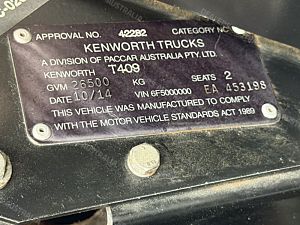 AUSTRALIA
APPROVAL NO. 42282 CATEGORY NC
KENWORTH TRUCKS
A DIVISION OF PACCAR AUSTRALIA PTY. LTD.
KENWORTH T409
GVM 26500 KG SEATS 2
DATE 10/14 VIN 6F5000000 EA 453198
THIS VEHICLE WAS MANUFACTURED TO COMPLY
WITH THE MOTOR VEHICLE STANDARDS ACT 1989